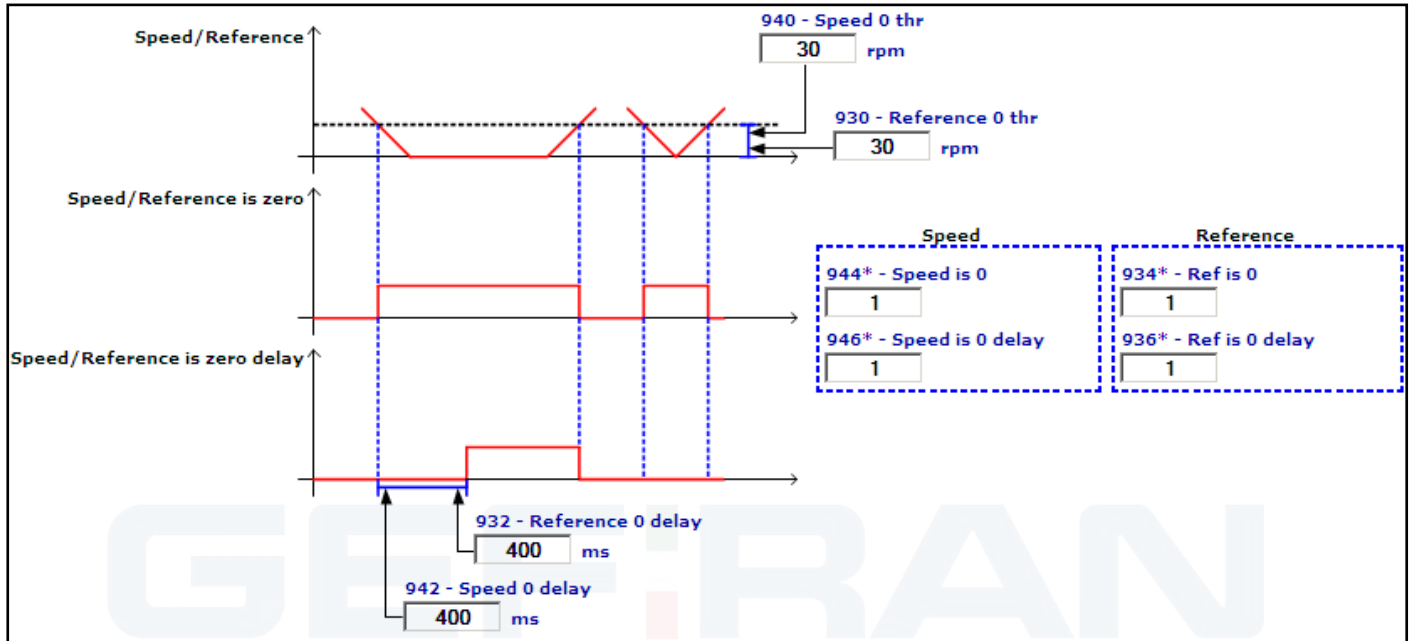 940 - Speed 0 thr
Speed/Reference
30 rpm
930 - Reference 0 thr
30 rpm
Speed/Reference is zero
Speed Reference
944* - Speed is 0 934* - Ref is 0
1 1
946* - Speed is 0 delay 936* - Ref is 0 delay
Speed/Reference is zero delay
1 1
932 - Reference 0 delay
400 ms
942 - Speed 0 delay
400 ms
GEFRAN